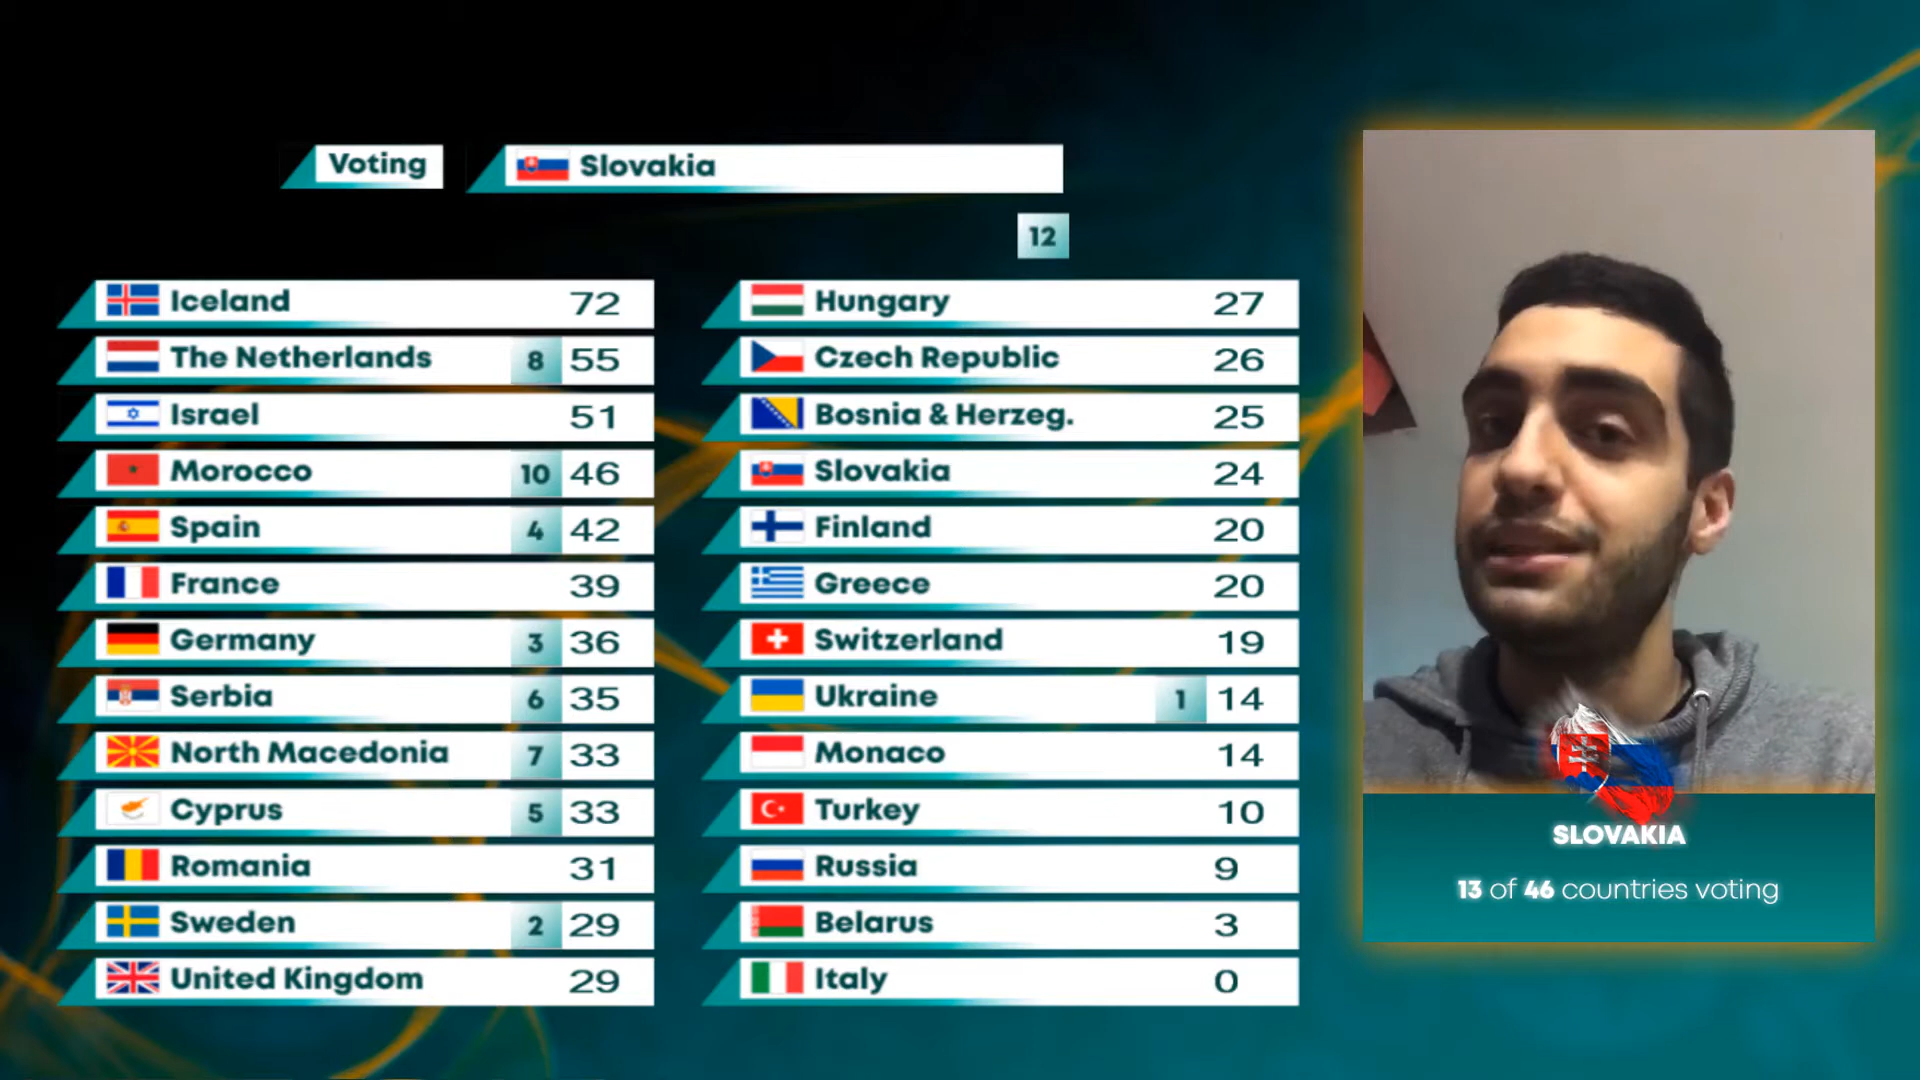 Voting
Slovakia
12
Iceland 72
The Netherlands 8 55
Israel 51
Morocco 10 46
Spain 4 42
France 39
Germany 3 36
Serbia 6 35
North Macedonia 7 33
Cyprus 5 33
Romania 31
Sweden 2 29
United Kingdom 29
Hungary 27
Czech Republic 26
Bosnia & Herzeg. 25
Slovakia 24
Finland 20
Greece 20
Switzerland 19
Ukraine 1 14
Monaco 14
Turkey 10
Russia 9
Belarus 3
Italy 0
SLOVAKIA
13 of 46 countries voting